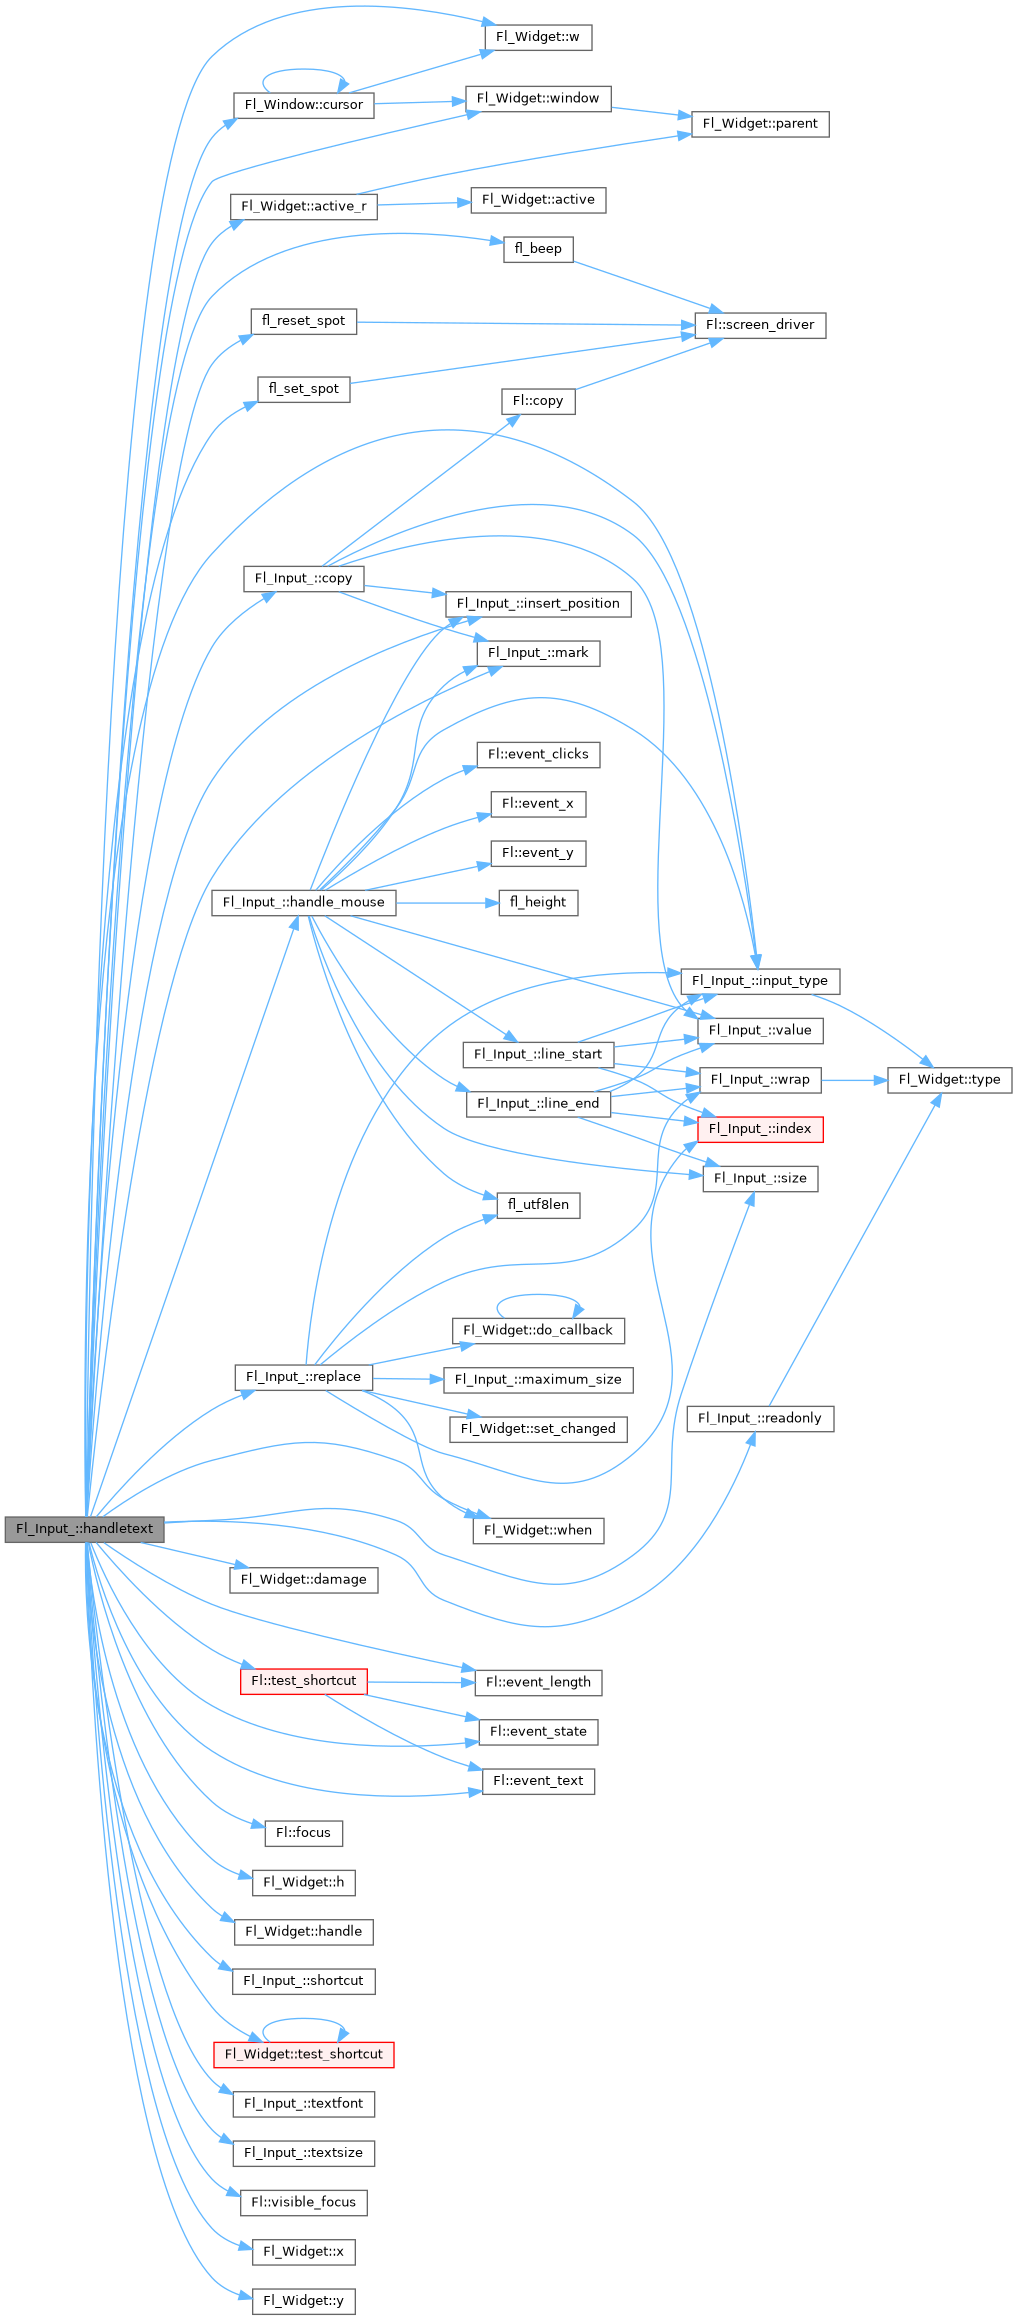 Fl_Widget::w
Fl_Window::cursor
Fl_Widget::window
Fl_Widget::parent
Fl_Widget::active_r
Fl_Widget::active
fl_beep
fl_reset_spot
Fl::screen_driver
fl_set_spot
Fl::copy
Fl_Input_::copy
Fl_Input_::insert_position
Fl_Input_::mark
Fl::event_clicks
Fl::event_x
Fl::event_y
Fl_Input_::handle_mouse
fl_height
Fl_Input_::input_type
Fl_Input_::value
Fl_Input_::line_start
Fl_Input_::wrap
Fl_Widget::type
Fl_Input_::line_end
Fl_Input_::index
Fl_Input_::size
fl_utf8len
Fl_Widget::do_callback
Fl_Input_::replace
Fl_Input_::maximum_size
Fl_Widget::set_changed
Fl_Input_::readonly
Fl_Input_::handletext
Fl_Widget::when
Fl_Widget::damage
Fl::test_shortcut
Fl::event_length
Fl::event_state
Fl::event_text
Fl::focus
Fl_Widget::h
Fl_Widget::handle
Fl_Input_::shortcut
Fl_Widget::test_shortcut
Fl_Input_::textfont
Fl_Input_::textsize
Fl::visible_focus
Fl_Widget::x
Fl_Widget::y